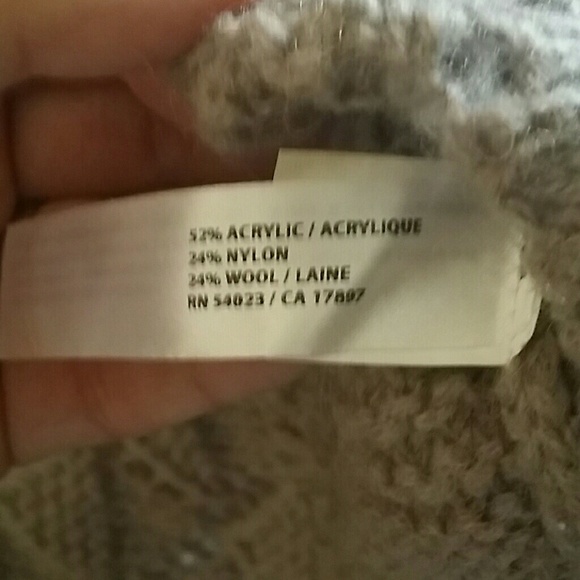 52% ACRYLIC / ACRYLIQUE
24% NYLON
24% WOOL / LAINE
RN 54023 / CA 17897